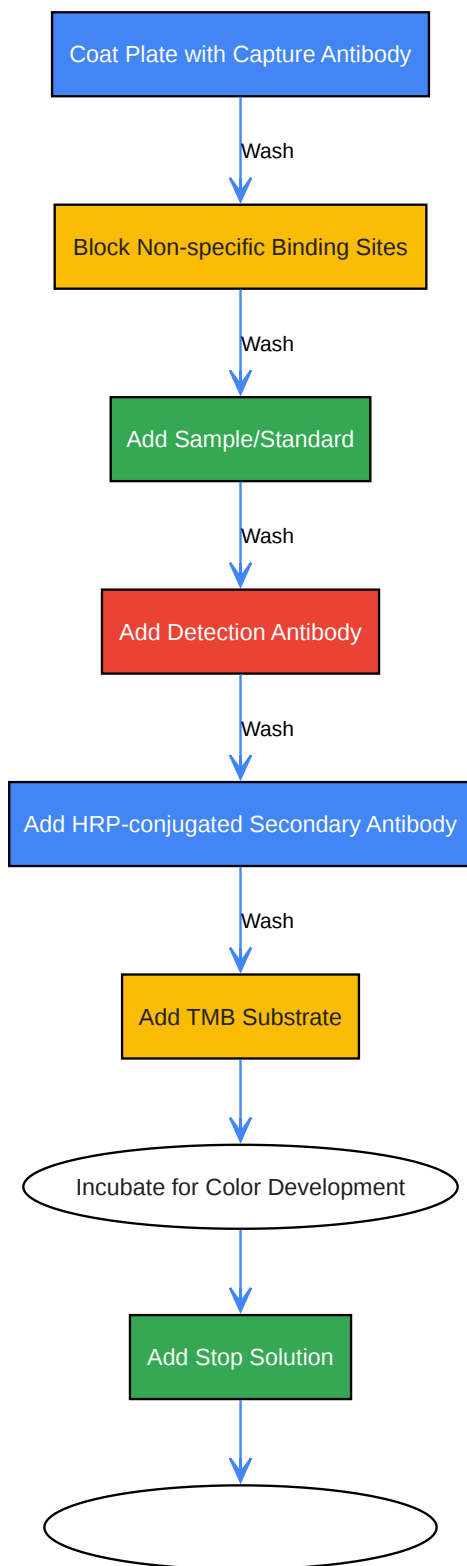 Coat Plate with Capture Antibody
Wash
Block Non-specific Binding Sites
Wash
Add Sample/Standard
Wash
Add Detection Antibody
Wash
Add HRP-conjugated Secondary Antibody
Wash
Add TMB Substrate
Incubate for Color Development
Add Stop Solution